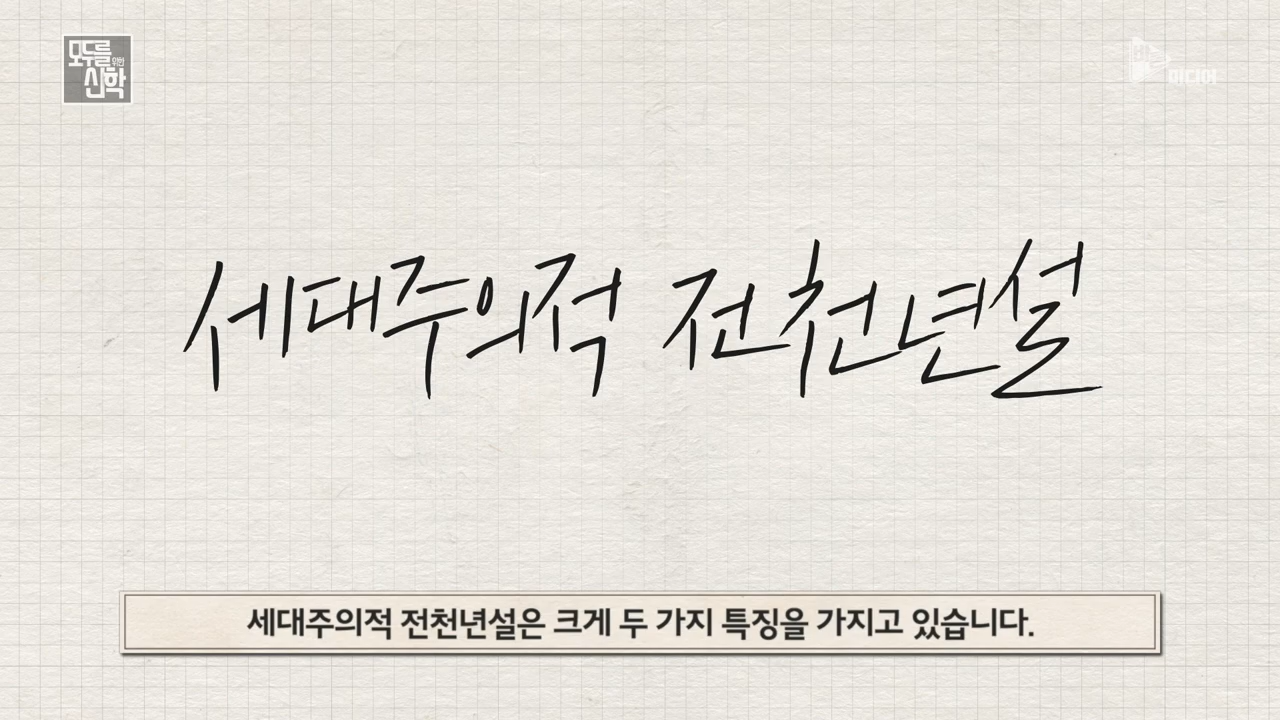 모두를 위한
신학
미디어
세대주의적 전천년설
세대주의적 전천년설은 크게 두 가지 특징을 가지고 있습니다.